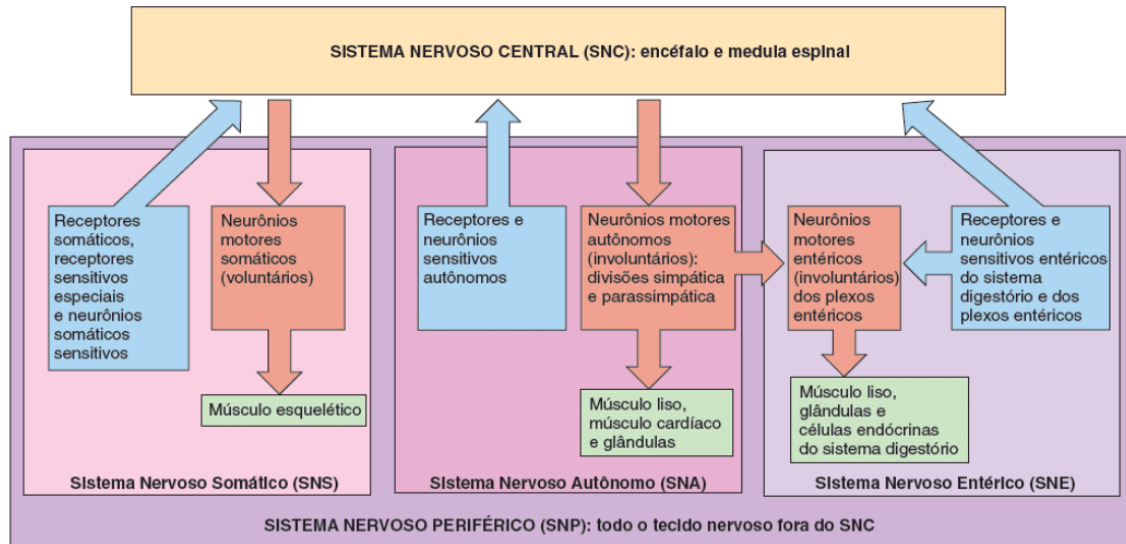 SISTEMA NERVOSO CENTRAL (SNC): encéfalo e medula espinal
Receptores
somáticos,
receptores
sensitivos
especiais
e neurônios
somáticos
sensitivos
Neurônios
motores
somáticos
(voluntários)
Músculo esquelético
Sistema Nervoso Somático (SNS)
Receptores e
neurônios
sensitivos
autônomos
Neurônios motores
autônomos
(involuntários):
divisões simpática
e parassimpática
Músculo liso,
músculo cardíaco
e glândulas
Sistema Nervoso Autônomo (SNA)
Neurônios
motores
entéricos
(involuntários)
dos plexos
entéricos
Receptores e
neurônios
sensitivos entéricos
do sistema
digestório e dos
plexos entéricos
Músculo liso,
glândulas e
células endócrinas
do sistema digestório
Sistema Nervoso Entérico (SNE)
SISTEMA NERVOSO PERIFÉRICO (SNP): todo o tecido nervoso fora do SNC